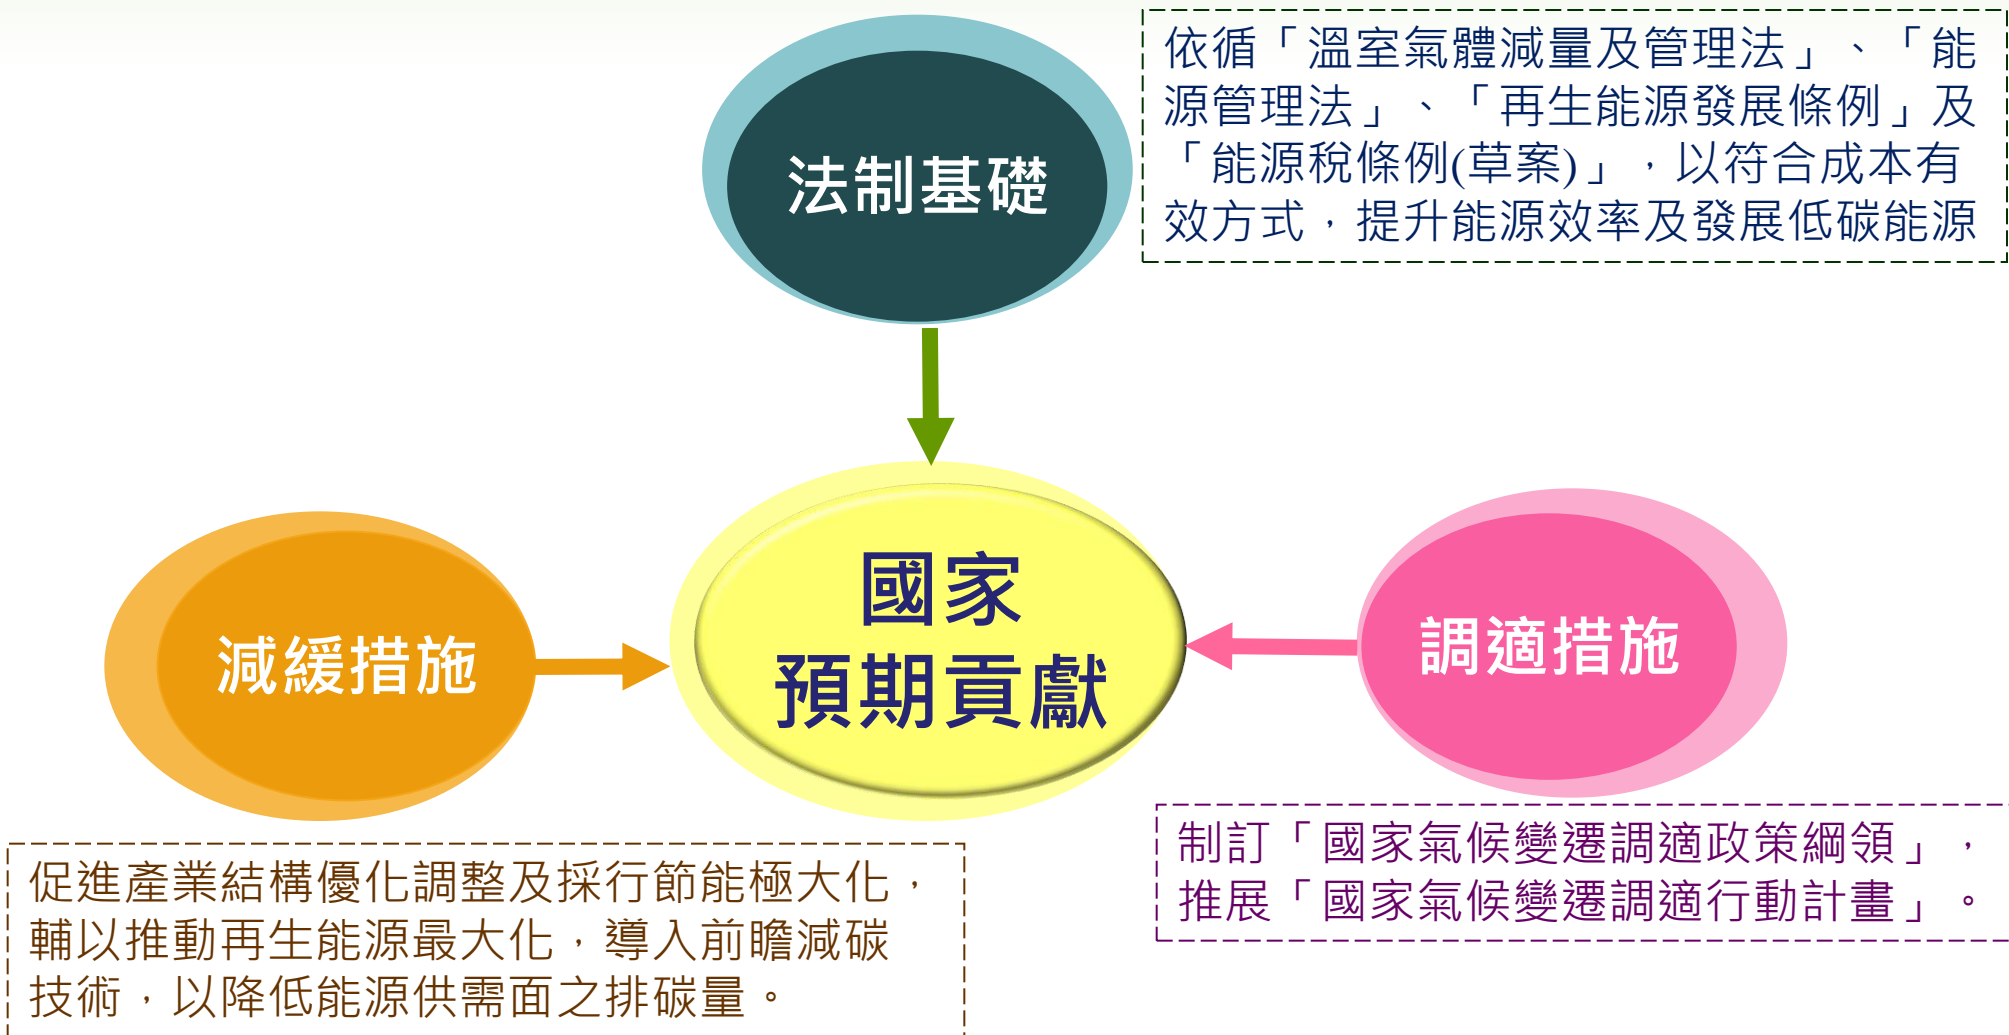 依循「溫室氣體減量及管理法」、「能
源管理法」、「再生能源發展條例」及
「能源稅條例(草案)」，以符合成本有
效方式，提升能源效率及發展低碳能源
法制基礎
國家
預期貢獻
減緩措施
調適措施
制訂「國家氣候變遷調適政策綱領」，
推展「國家氣候變遷調適行動計畫」。
促進產業結構優化調整及採行節能極大化，
輔以推動再生能源最大化，導入前瞻減碳
技術，以降低能源供需面之排碳量。